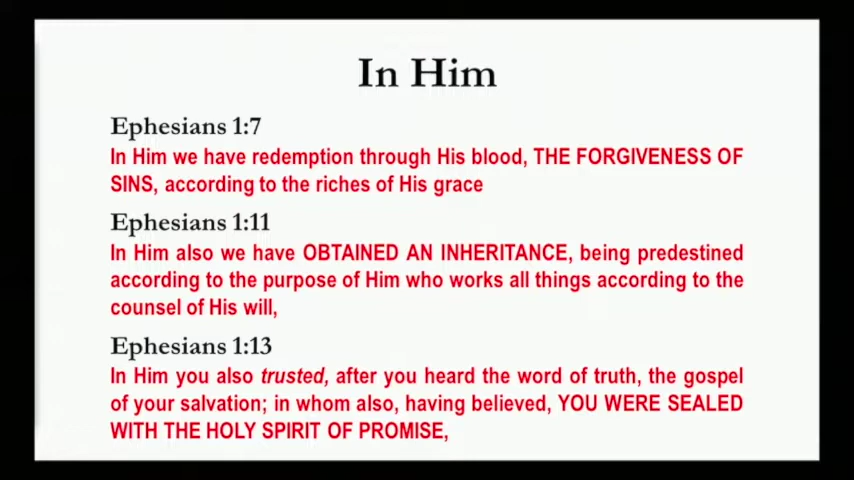 In Him
Ephesians 1:7
In Him we have redemption through His blood, THE FORGIVENESS OF
SINS, according to the riches of His grace
Ephesians 1:11
In Him also we have OBTAINED AN INHERITANCE, being predestined
according to the purpose of Him who works all things according to the
counsel of His will,
Ephesians 1:13
In Him you also trusted, after you heard the word of truth, the gospel
of your salvation; in whom also, having believed, YOU WERE SEALED
WITH THE HOLY SPIRIT OF PROMISE,